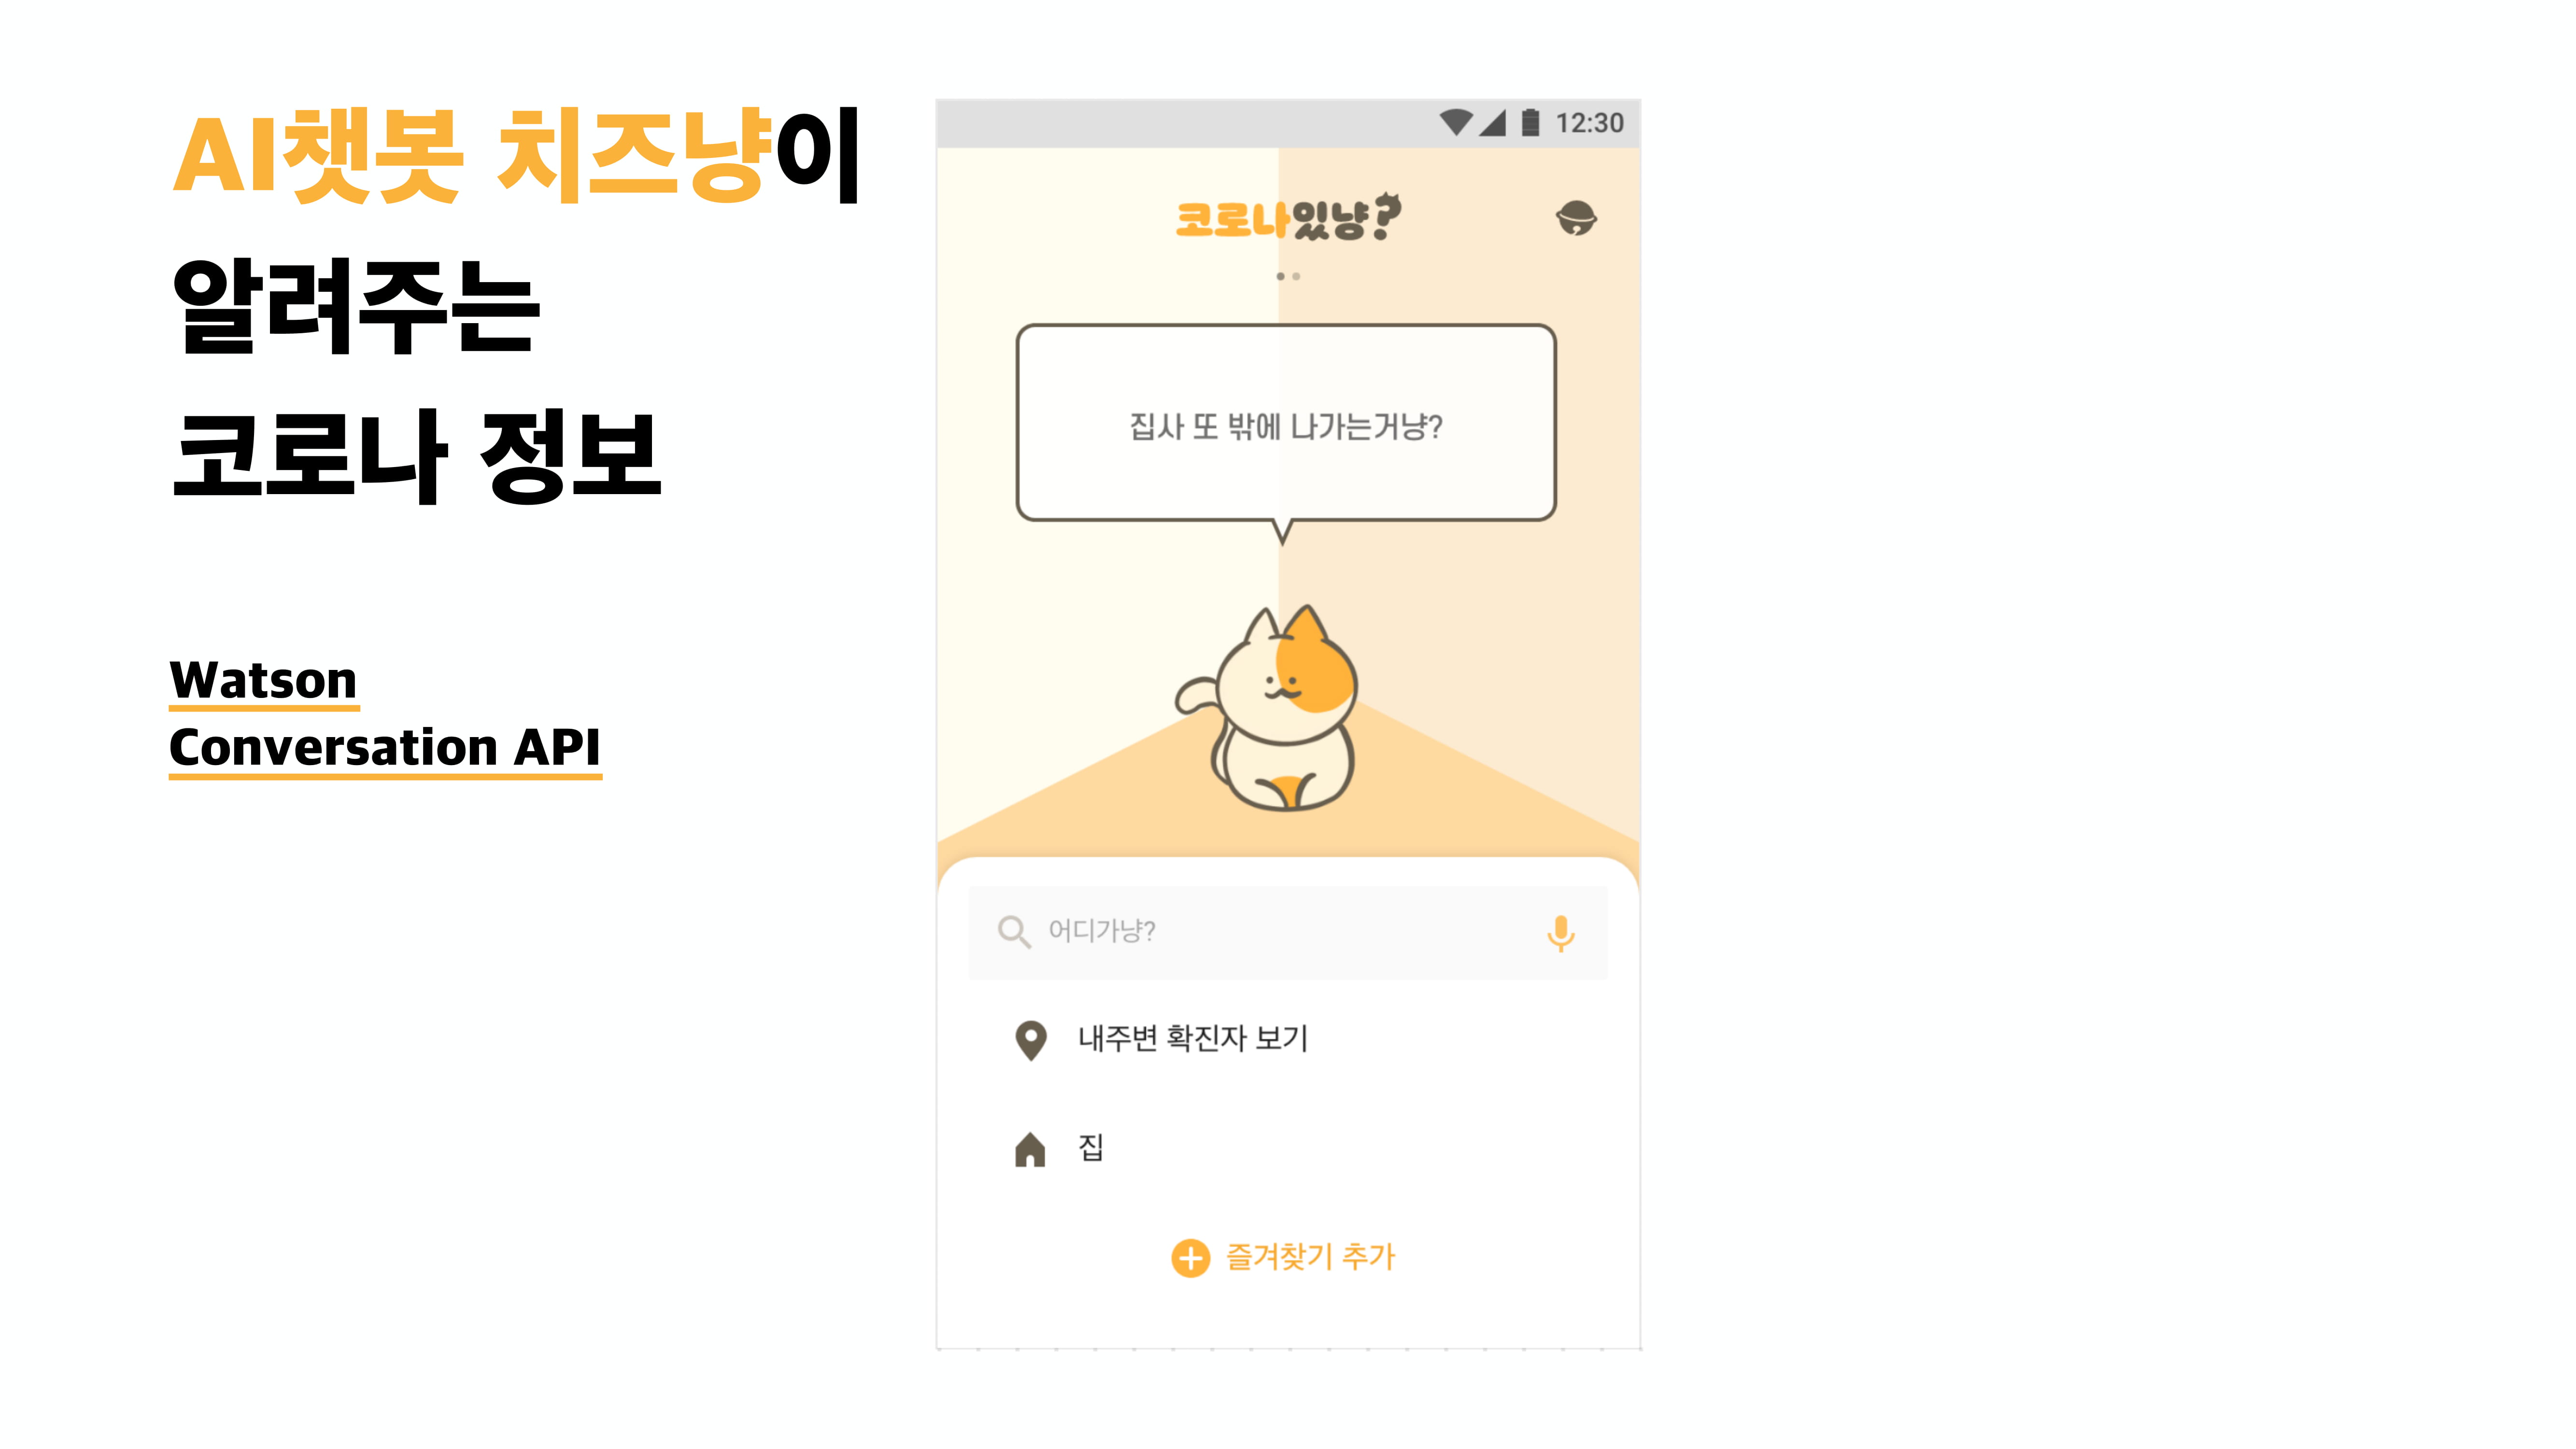 AI챗봇 치즈냥이
알려주는
코로나 정보
Watson
Conversation API
12:30
코로나있냥?
집사 또 밖에 나가는거냥?
어디가냥?
내주변 확진자 보기
집
즐겨찾기 추가